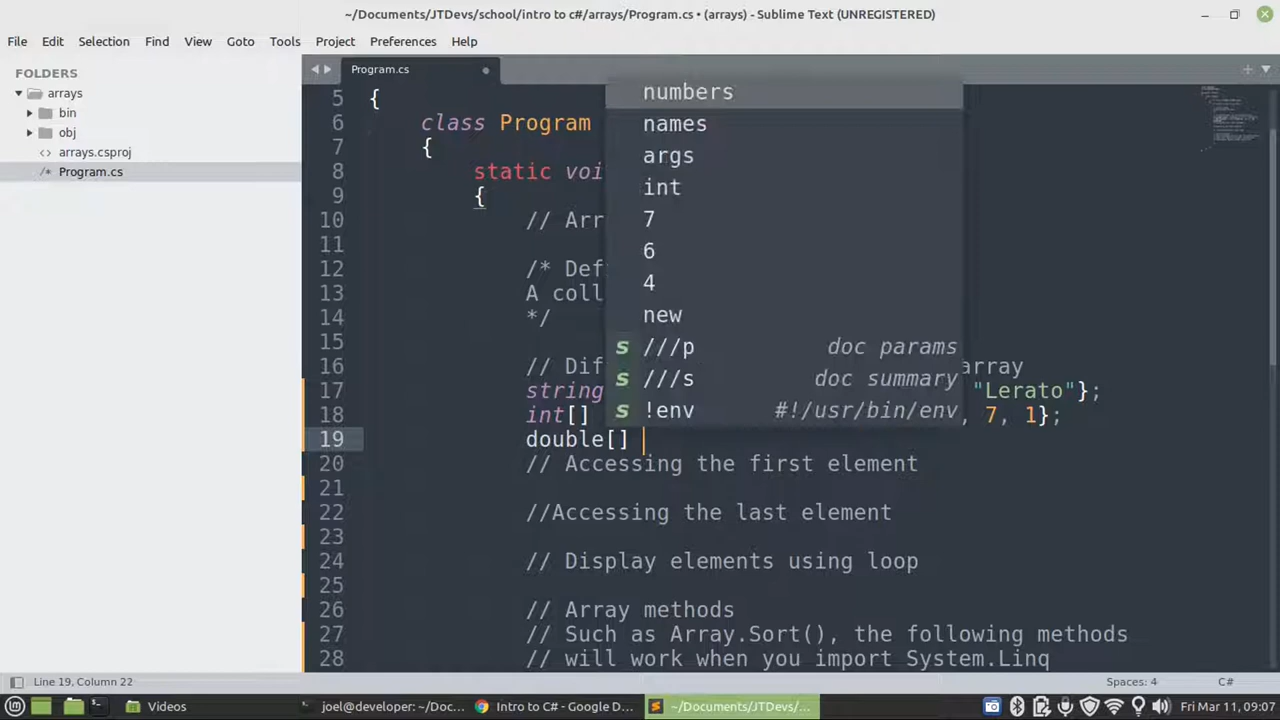 ~/Documents/JTDevs/school/intro to c#/arrays/Program.cs • (arrays) - Sublime Text (UNREGISTERED)
File Edit Selection Find View Goto Tools Project Preferences Help
FOLDERS
arrays
bin
obj
arrays.csproj
Program.cs
Program.cs
5 {
6 class Program
7 {
8 static voi
9 {
10 // Arr
11
12 /* Def
13 A coll
14 */
15
16 // Dif array
17 string "Lerato"};
18 int[] , 7, 1};
19 double[]
20 // Accessing the first element
21
22 //Accessing the last element
23
24 // Display elements using loop
25
26 // Array methods
27 // Such as Array.Sort(), the following methods
28 // will work when you import System.Linq
numbers
names
args
int
7
6
4
new
s ///p doc params
s ///s doc summary
s !env #!/usr/bin/env
Line 19, Column 22 Spaces: 4 C#
Videos joel@developer: ~/Doc... Intro to C# - Google D... ~/Documents/JTDevs/... Fri Mar 11, 09:07